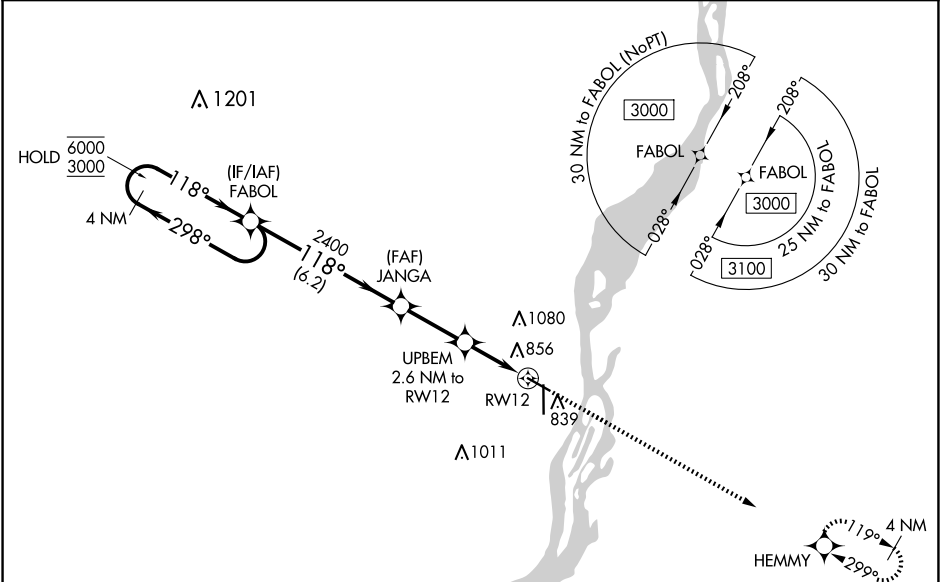 1201
HOLD 6000
3000
118°
4 NM
298°
(IF/IAF)
FABOL
2400
118°
(6.2)
(FAF)
JANGA
UPBEM
2.6 NM to
RW12
1080
856
RW12
839
1011
30 NM to FABOL (NoPT)
3000
208°
FABOL
028°
208°
FABOL
3000
028°
3100
25 NM to FABOL
30 NM to FABOL
HEMMY
119°
4 NM
299°